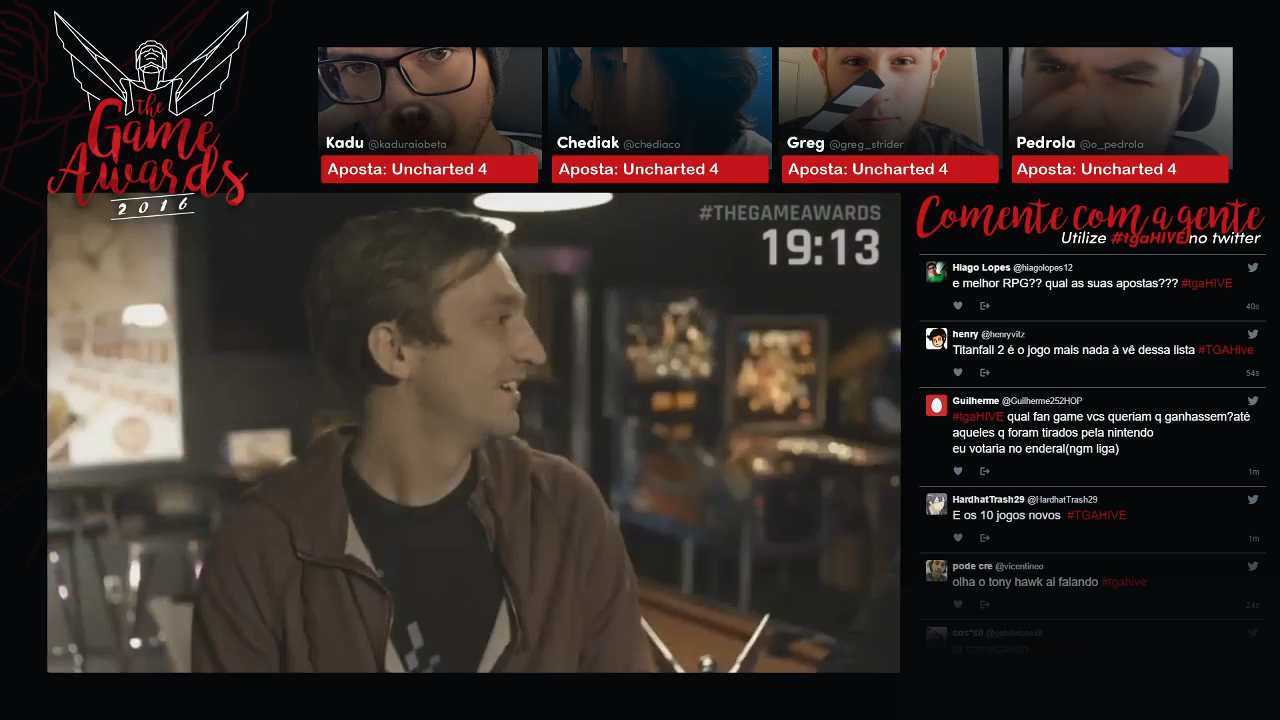 the
Game
Awards
2016
Kadu @kaduraiobeta
Aposta: Uncharted 4
Chediak @chediaco
Aposta: Uncharted 4
Greg @greg_strider
Aposta: Uncharted 4
Pedrola @o_pedrola
Aposta: Uncharted 4
#THEGAMEAWARDS
19:13
Comente com a gente
Utilize #tgaHIVE no twitter
Hiago Lopes @hiagolopes12
e melhor RPG?? qual as suas apostas??? #tgaHIVE
40s
henry @henryvitz
Titanfall 2 é o jogo mais nada à vê dessa lista #TGAHive
54s
Guilherme @Guilherme252HOP
#tgaHIVE qual fan game vcs queriam q ganhassem?até
aqueles q foram tirados pela nintendo
eu votaria no enderal(ngm liga)
1m
HardhatTrash29 @HardhatTrash29
E os 10 jogos novos #TGAHIVE
1m
pode cre @vicentineo
olha o tony hawk ai falando #tgahive
24s
ta começando